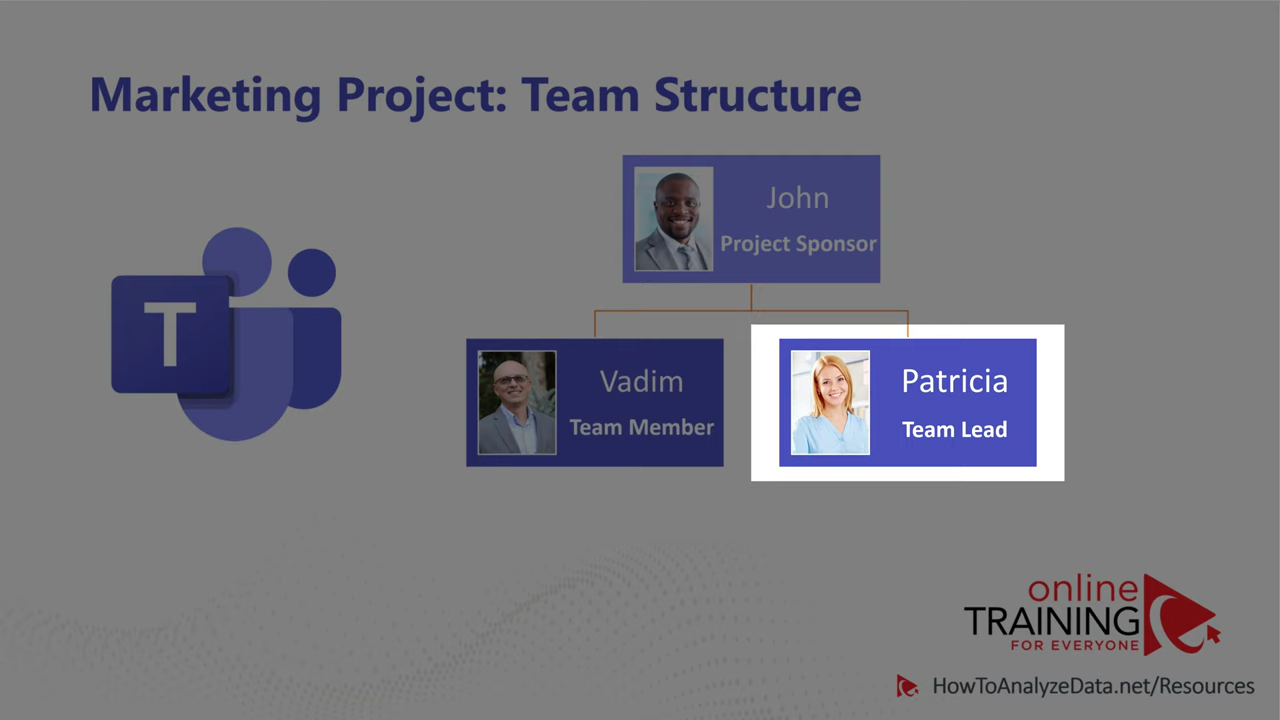 Marketing Project: Team Structure
John
Project Sponsor
T
Vadim
Team Member
Patricia
Team Lead
online
TRAINING
FOR EVERYONE
HowToAnalyzeData.net/Resources